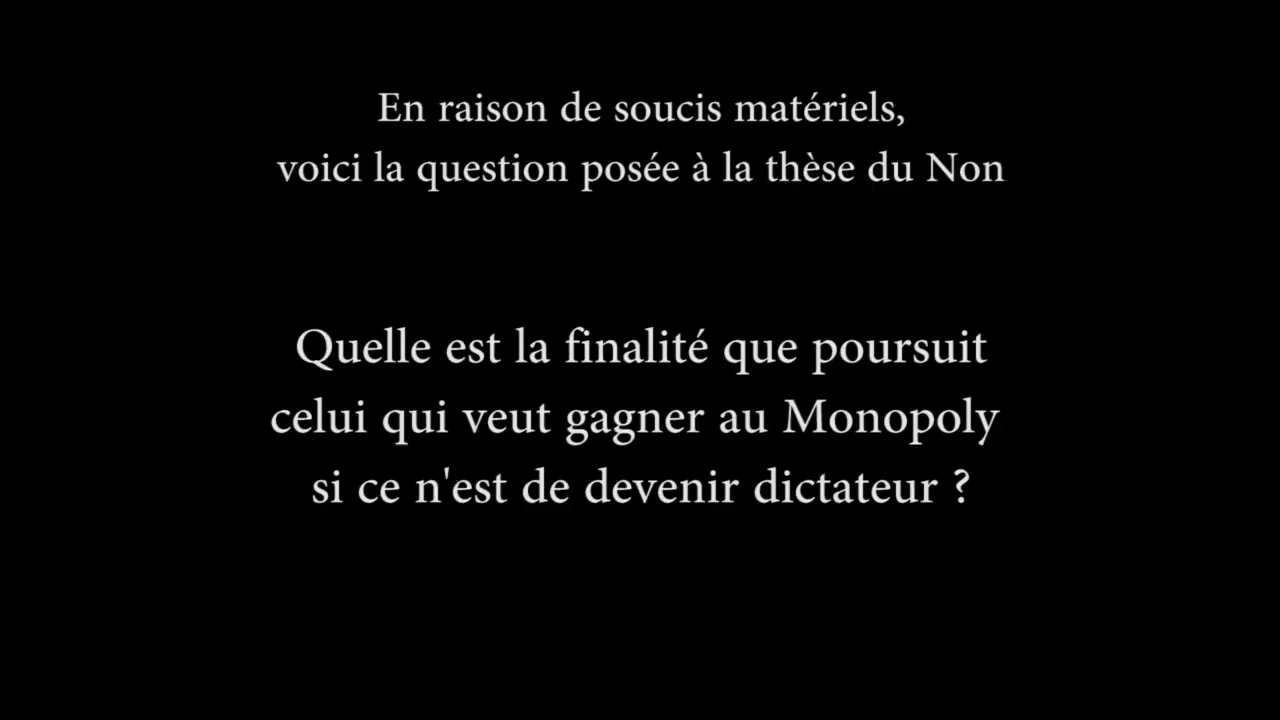 En raison de soucis matériels,
voici la question posée à la thèse du Non
Quelle est la finalité que poursuit
celui qui veut gagner au Monopoly
si ce n'est de devenir dictateur ?